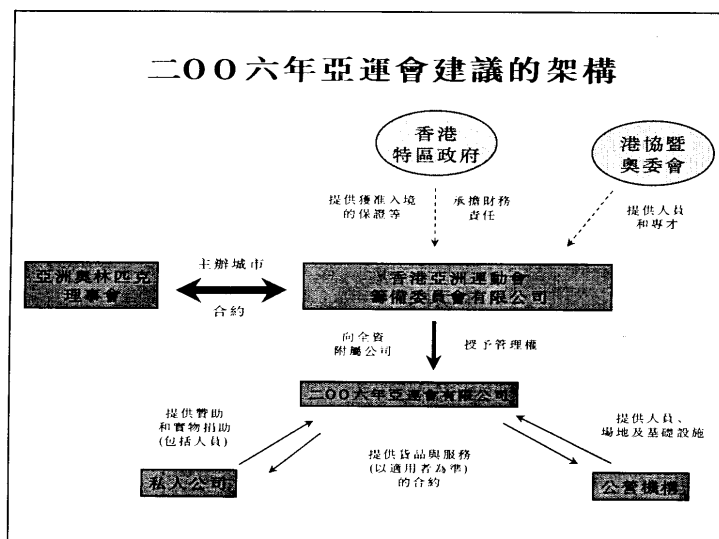 二OO六年亞運會建議的架構
香港
特區政府
港協暨
奧委會
提供獲准入境
的保證等
承擔財務
責任
提供人員
和專才
亞洲奧林匹克
理事會
主辦城市
合約
香港亞洲運動會
籌備委員會有限公司
向全資
附屬公司
授予管理權
二OO六年亞運會有限公司
提供贊助
和實物捐助
(包括人員)
提供人員、
場地及基礎設施
提供貨品與服務
(以適用者為準)
的合約
私人公司
公營機構